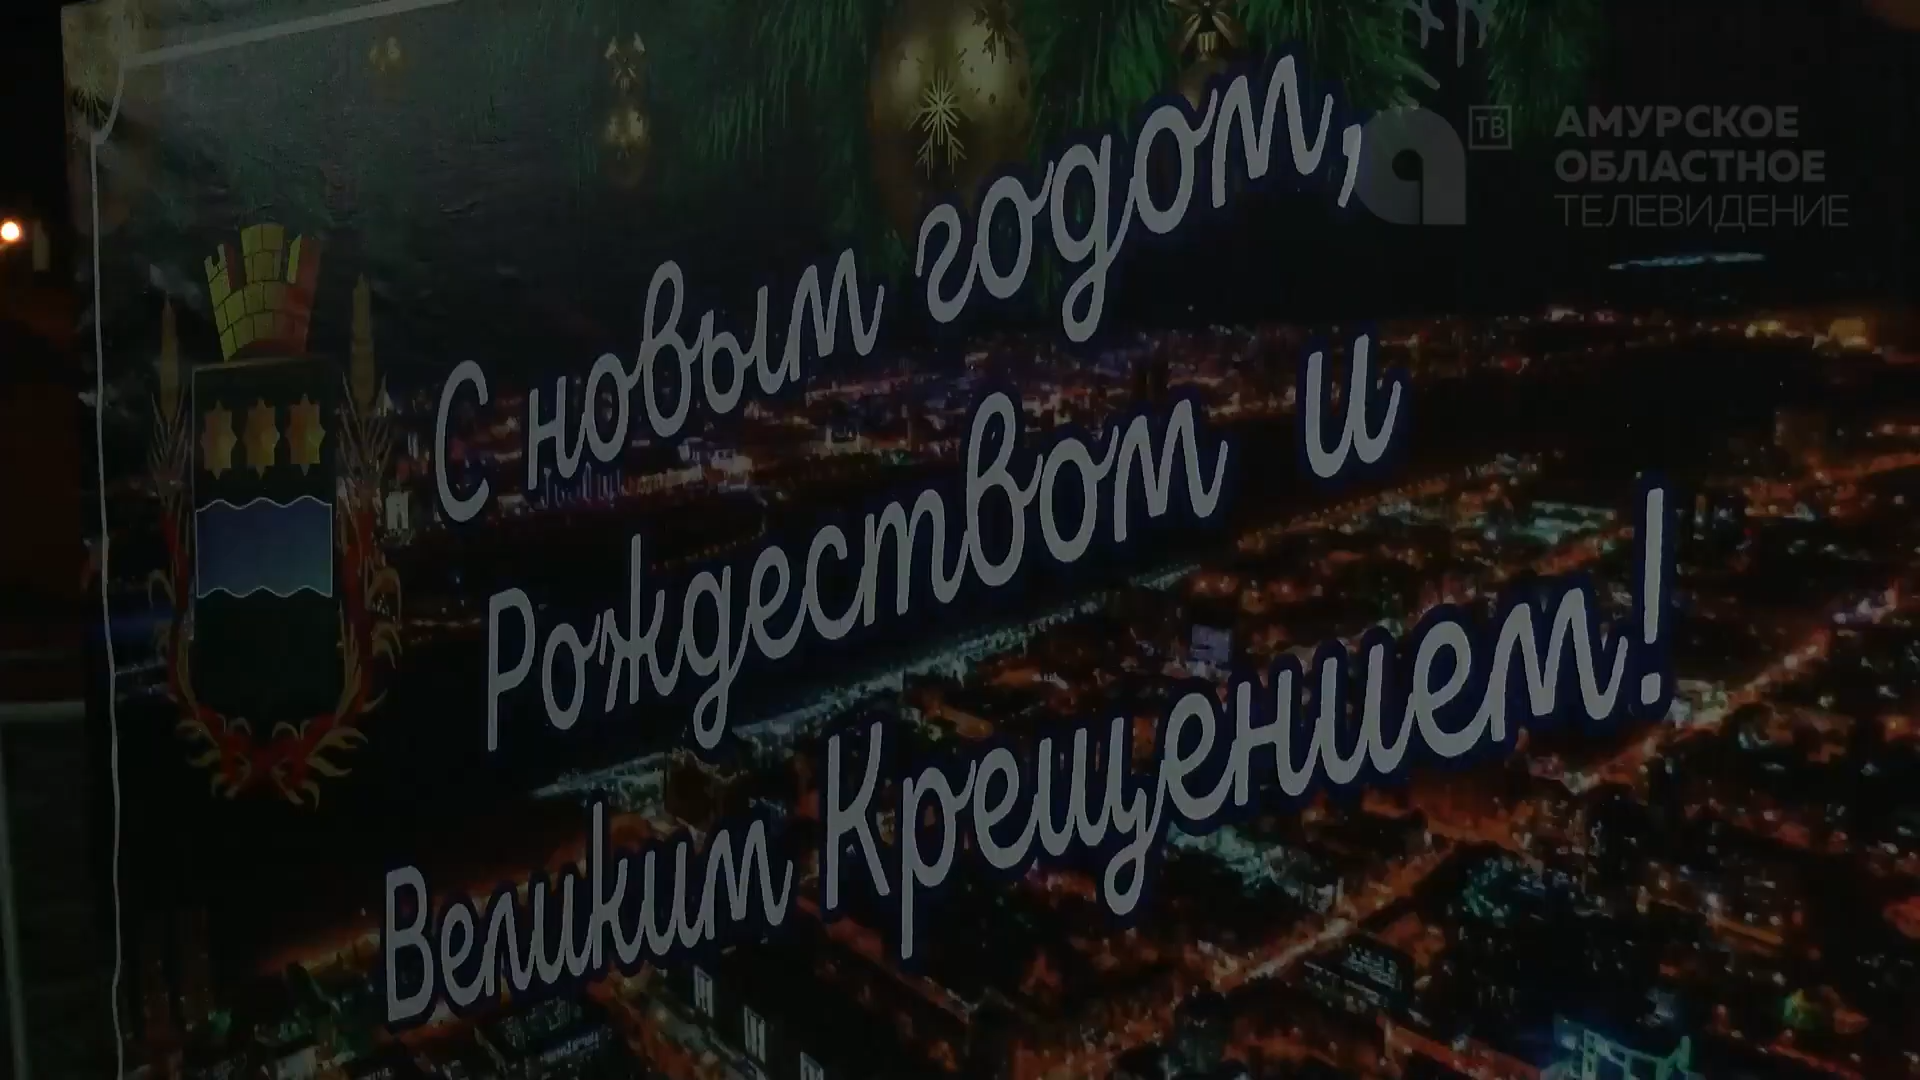 С новым годом,
Рождеством и
Великим Крещением!
ТВ
АМУРСКОЕ
ОБЛАСТНОЕ
ТЕЛЕВИДЕНИЕ